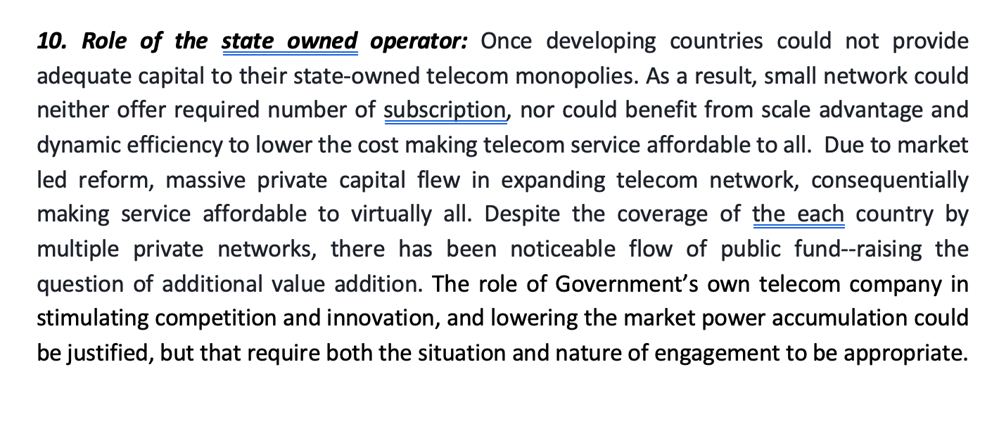 10. Role of the state owned operator: Once developing countries could not provide
adequate capital to their state-owned telecom monopolies. As a result, small network could
neither offer required number of subscription, nor could benefit from scale advantage and
dynamic efficiency to lower the cost making telecom service affordable to all.  Due to market
led reform, massive private capital flew in expanding telecom network, consequentially
making service affordable to virtually all. Despite the coverage of the each country by
multiple private networks, there has been noticeable flow of public fund--raising the
question of additional value addition. The role of Government’s own telecom company in
stimulating competition and innovation, and lowering the market power accumulation could
be justified, but that require both the situation and nature of engagement to be appropriate.